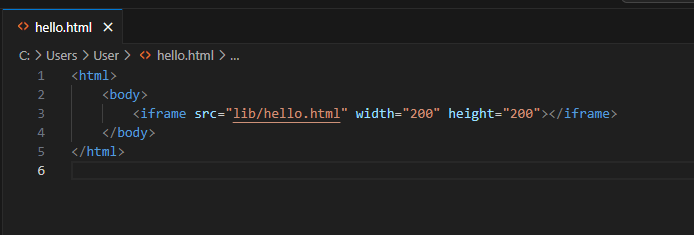 hello.html
C: > Users > User > hello.html > ...
1 <html>
2 <body>
3 <iframe src="lib/hello.html" width="200" height="200"></iframe>
4 </body>
5 </html>
6